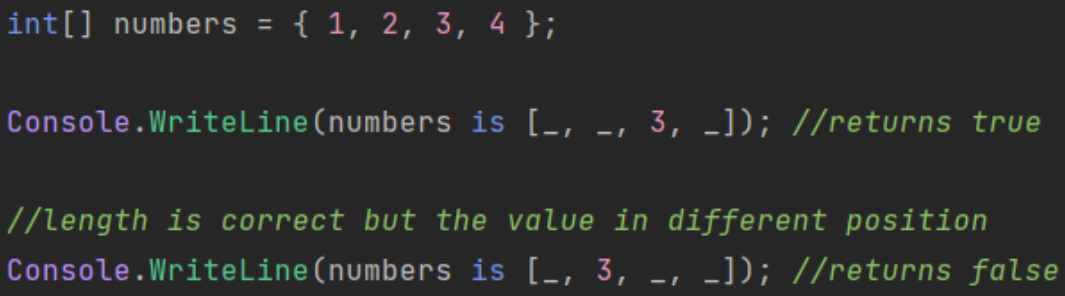 int[] numbers = { 1, 2, 3, 4 };
Console.WriteLine(numbers is [_, _, 3, _]); //returns true
//length is correct but the value in different position
Console.WriteLine(numbers is [_, 3, _, _]); //returns false